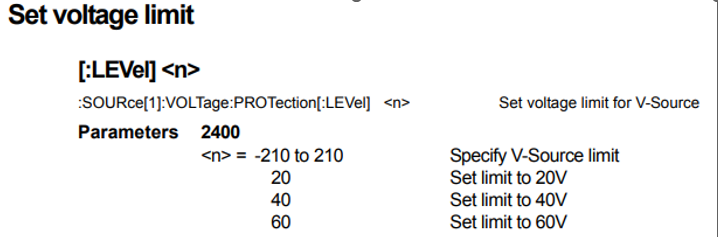 Set voltage limit
[:LEVel] <n>
:SOURce[1]:VOLTage:PROTection[:LEVel] <n> Set voltage limit for V-Source
Parameters 2400
<n> = -210 to 210 Specify V-Source limit
20 Set limit to 20V
40 Set limit to 40V
60 Set limit to 60V